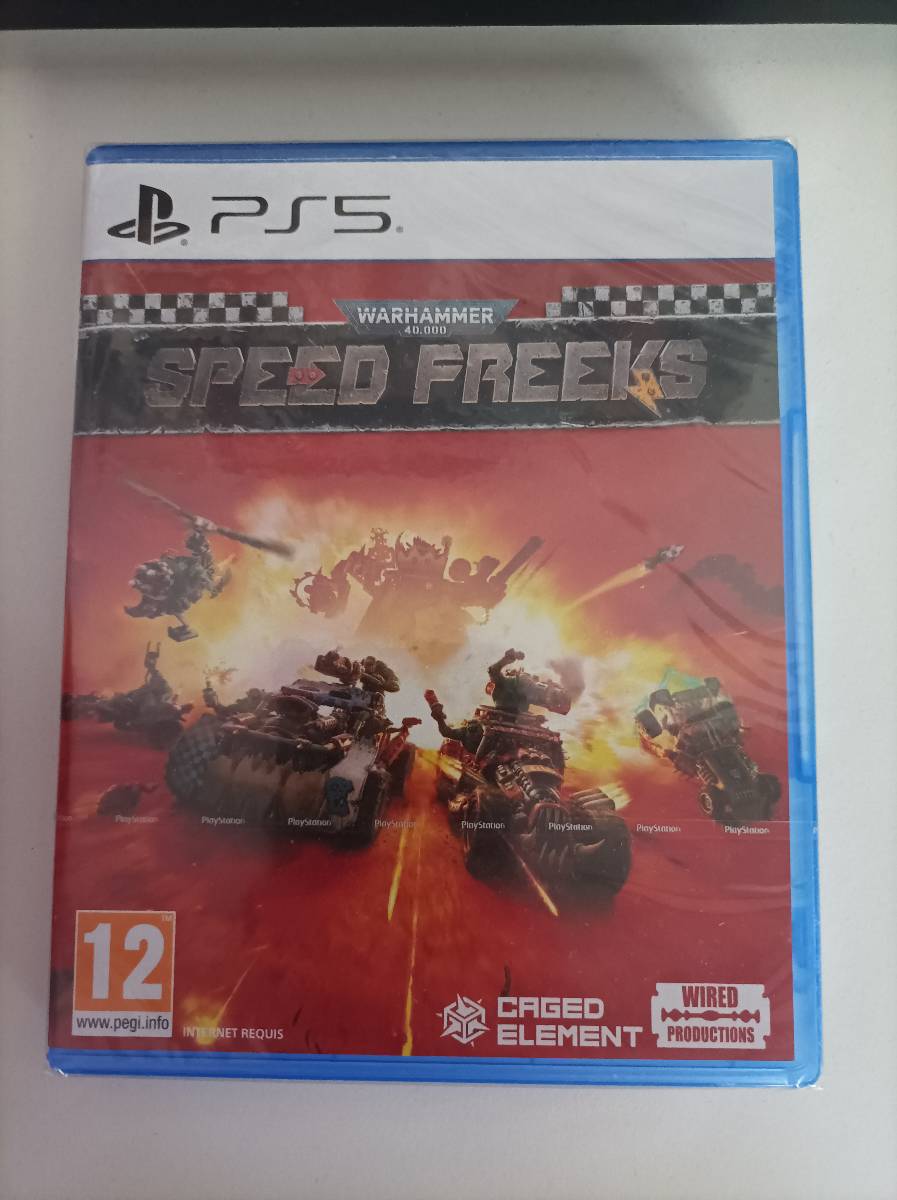 PS5
WARHAMMER
40,000
SPEED FREEKS
PlayStation PlayStation PlayStation PlayStation PlayStation PlayStation PlayStation PlayStation
12
www.pegi.info
INTERNET REQUIS
CAGED
ELEMENT
WIRED
PRODUCTIONS